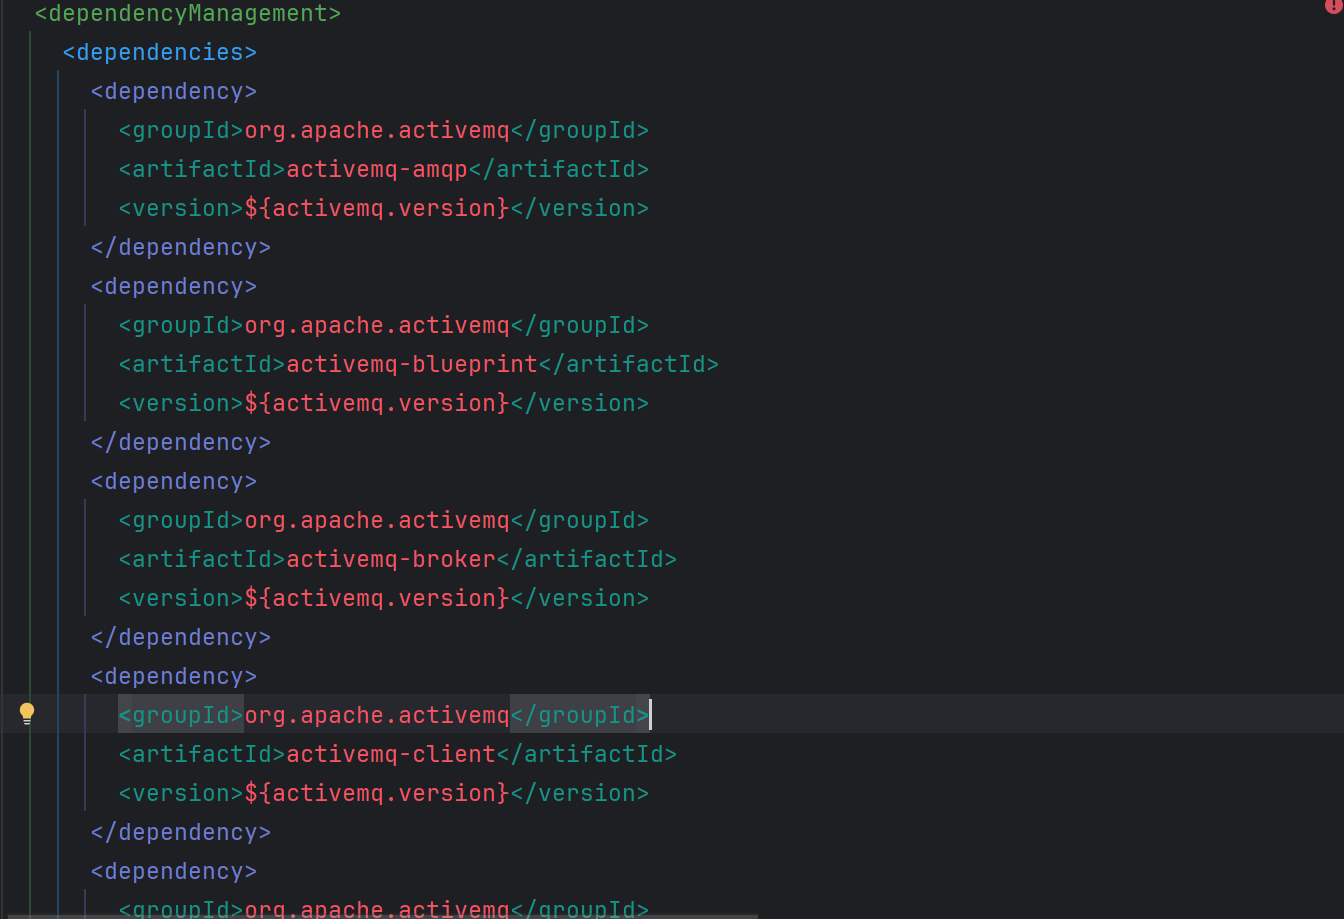 <dependencyManagement>
<dependencies>
<dependency>
<groupId>org.apache.activemq</groupId>
<artifactId>activemq-amqp</artifactId>
<version>${activemq.version}</version>
</dependency>
<dependency>
<groupId>org.apache.activemq</groupId>
<artifactId>activemq-blueprint</artifactId>
<version>${activemq.version}</version>
</dependency>
<dependency>
<groupId>org.apache.activemq</groupId>
<artifactId>activemq-broker</artifactId>
<version>${activemq.version}</version>
</dependency>
<dependency>
<groupId>org.apache.activemq</groupId>
<artifactId>activemq-client</artifactId>
<version>${activemq.version}</version>
</dependency>
<dependency>
<groupId>org.apache.activemq</groupId>